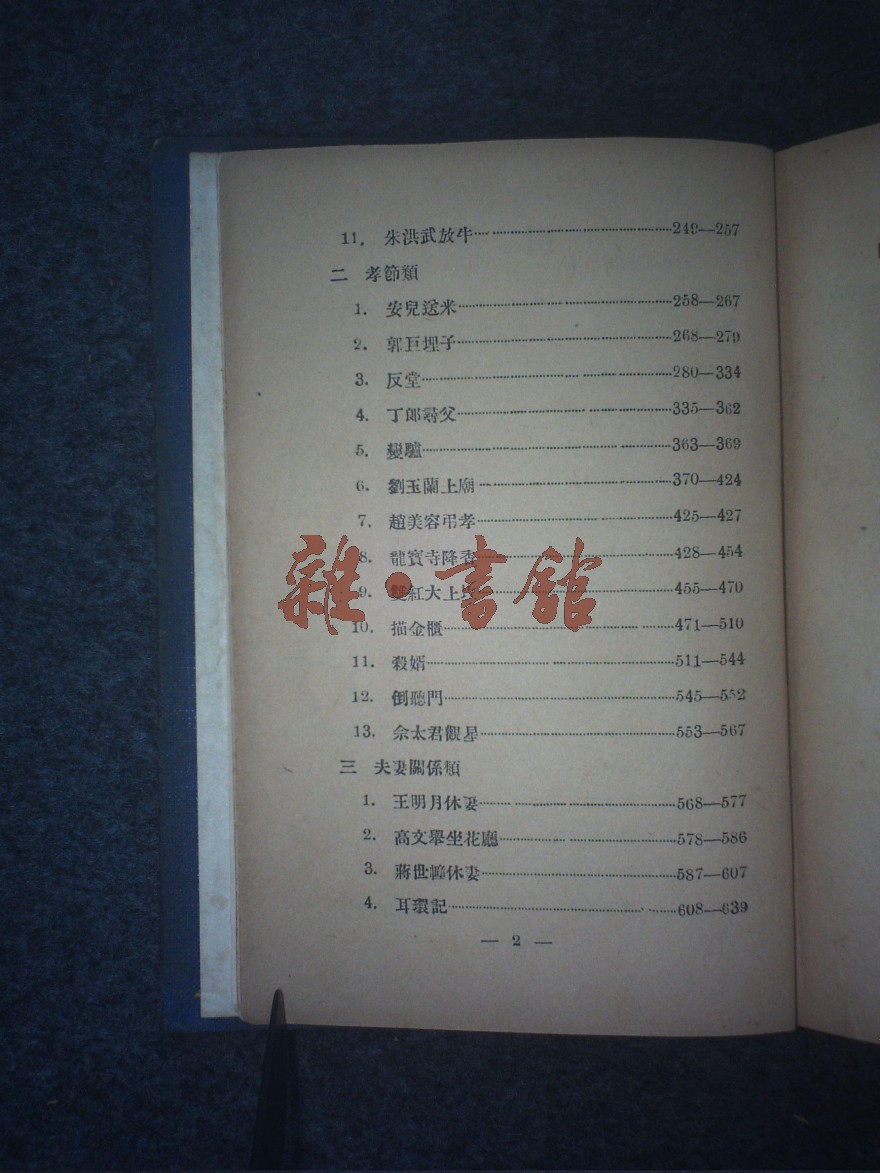 11. 朱洪武放牛……249—257
二 孝節類
1. 安兒送米……258—267
2. 郭巨埋子……268—279
3. 反堂……280—334
4. 丁郎尋父……335—362
5. 變驢……363—369
6. 劉玉蘭上廟……370—424
7. 趙美容弔孝……425—427
8. 龍寶寺降香……428—454
9. 雙紅大上墳……455—470
雜·書館
10. 描金櫃……471—510
11. 殺婿……511—544
12. 倒聽門……545—552
13. 佘太君觀星……553—567
三 夫妻關係類
1. 王明月休妻……568—577
2. 高文舉坐花廳……578—586
3. 蔣世幛休妻……587—607
4. 耳環記……608—639
— 2 —